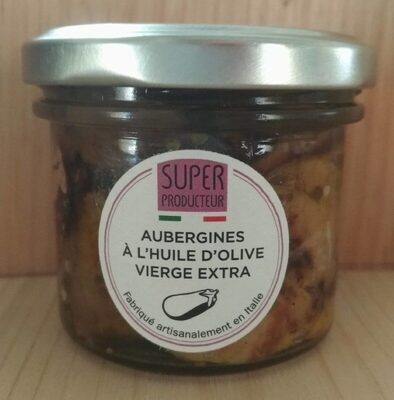 SUPER
PRODUCTEUR
AUBERGINES
À L'HUILE D'OLIVE
VIERGE EXTRA
Fabriqué artisanalement en Italie